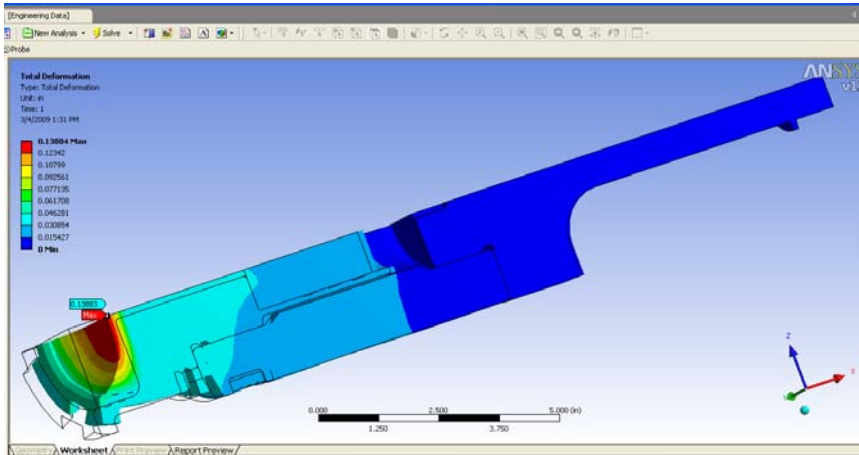 [Engineering Data]
New Analysis Solve
Probe
Total Deformation
Type: Total Deformation
Unit: in
Time: 1
3/4/2009 1:31 PM
0.13884 Max
0.12342
0.10799
0.092561
0.077135
0.061708
0.046281
0.030854
0.015427
0 Min
ANSYS
0.13883
Max
Z
X
0.000 2.500 5.000 (in)
1.250 3.750
Geometry Worksheet Print Preview Report Preview